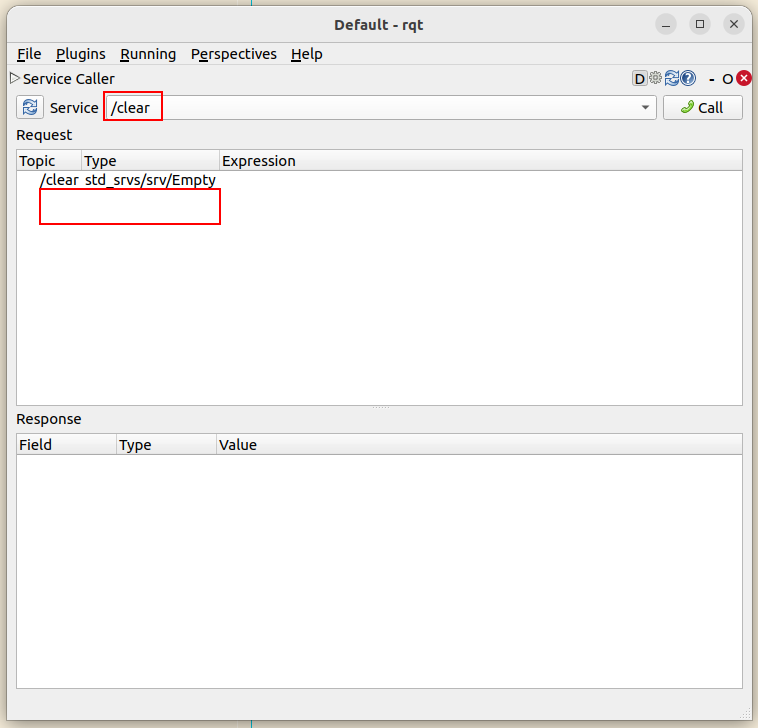 Default - rqt
File Plugins Running Perspectives Help
Service Caller D ? - O
Service /clear Call
Request
Topic Type Expression
/clear std_srvs/srv/Empty
Response
Field Type Value